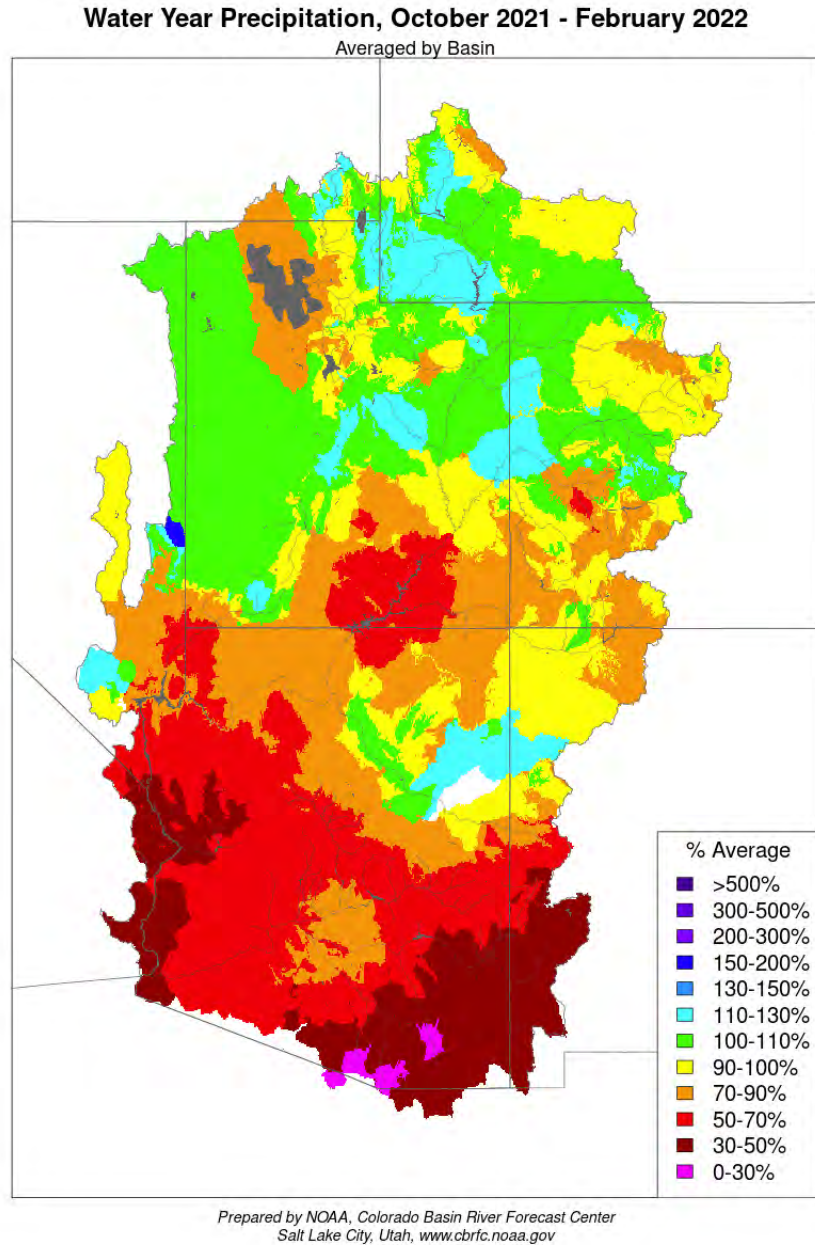 Water Year Precipitation, October 2021 - February 2022
Averaged by Basin
% Average
>500%
300-500%
200-300%
150-200%
130-150%
110-130%
100-110%
90-100%
70-90%
50-70%
30-50%
0-30%
Prepared by NOAA, Colorado Basin River Forecast Center
Salt Lake City, Utah, www.cbrfc.noaa.gov